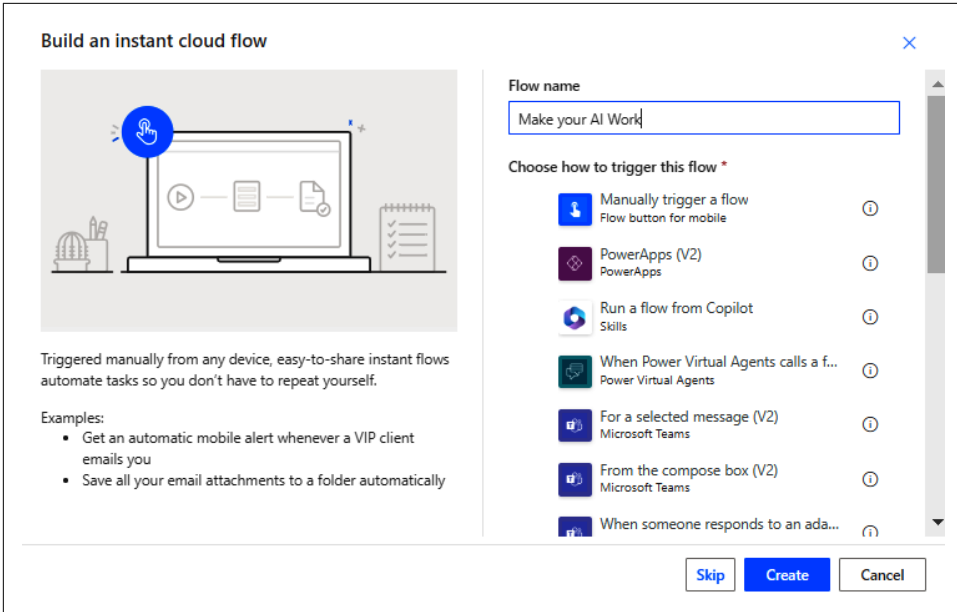 Build an instant cloud flow
Triggered manually from any device, easy-to-share instant flows
automate tasks so you don't have to repeat yourself.
Examples:
Get an automatic mobile alert whenever a VIP client
emails you
Save all your email attachments to a folder automatically
Flow name
Make your AI Work
Choose how to trigger this flow *
Manually trigger a flow
Flow button for mobile
PowerApps (V2)
PowerApps
Run a flow from Copilot
Skills
When Power Virtual Agents calls a f...
Power Virtual Agents
For a selected message (V2)
Microsoft Teams
From the compose box (V2)
Microsoft Teams
When someone responds to an ada...
Skip
Create
Cancel